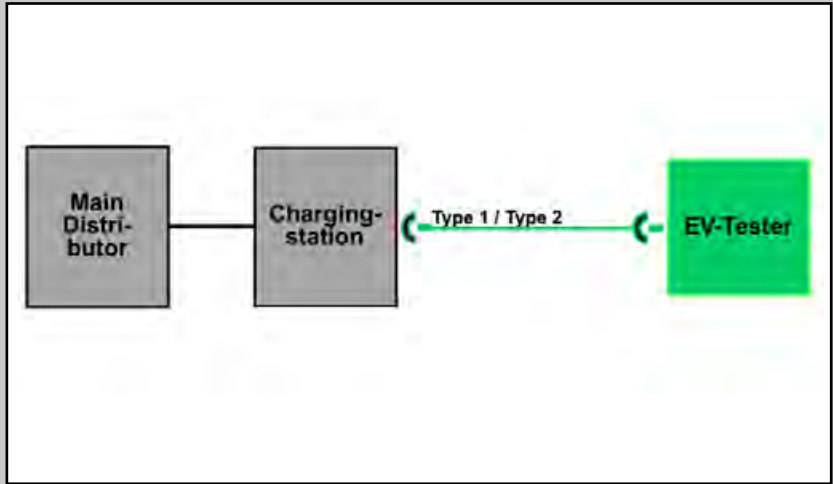 Main
Distri-
butor
Charging-
station
Type 1 / Type 2
EV-Tester